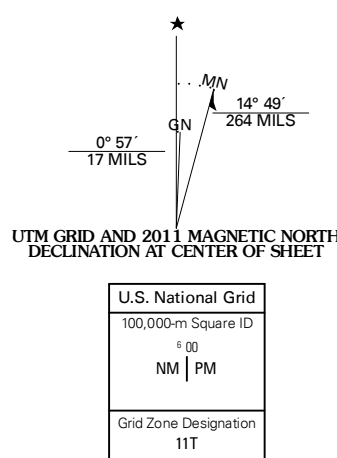 ★
MN
GN
14° 49´
264 MILS
0° 57´
17 MILS
UTM GRID AND 2011 MAGNETIC NORTH
DECLINATION AT CENTER OF SHEET
U.S. National Grid
100,000-m Square ID
6 00
NM | PM
Grid Zone Designation
11T